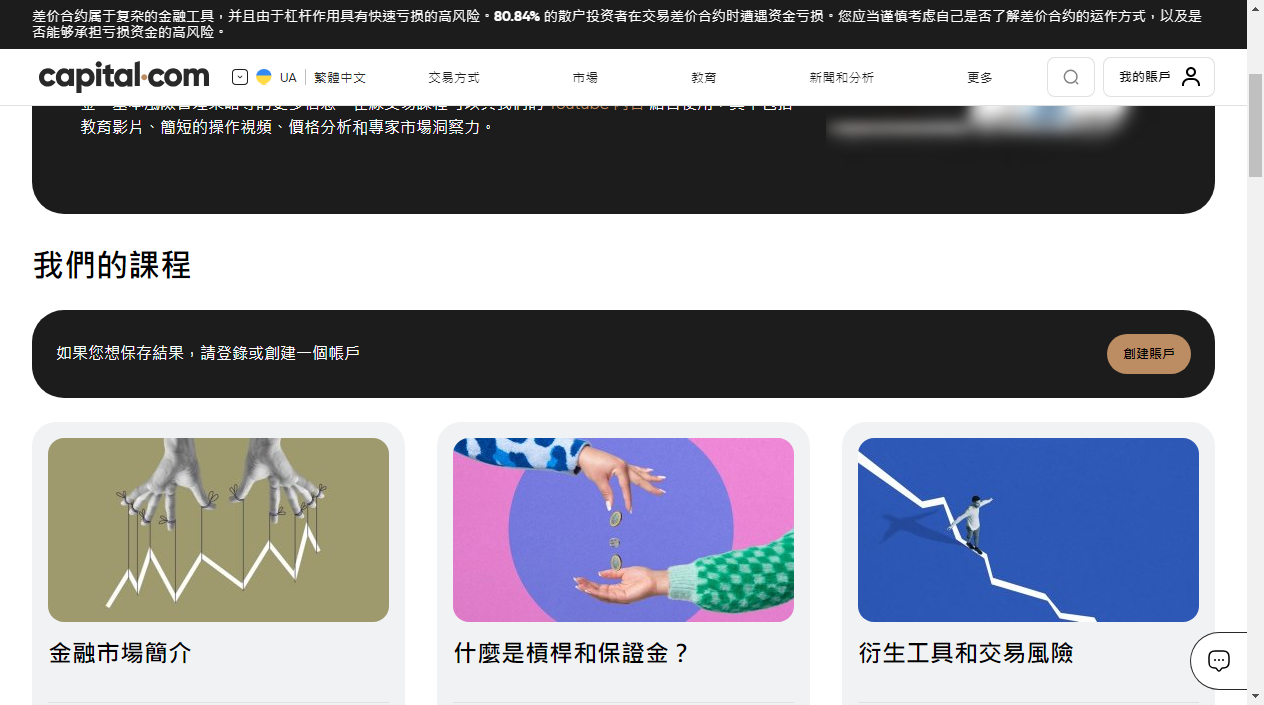 差价合约属于复杂的金融工具，并且由于杠杆作用具有快速亏损的高风险。80.84% 的散户投资者在交易差价合约时遭遇资金亏损。您应当谨慎考虑自己是否了解差价合约的运作方式，以及是
否能够承担亏损资金的高风险。
capital.com UA 繁體中文 交易方式 市場 教育 新聞和分析 更多 我的賬戶
教育影片、簡短的操作視頻、價格分析和專家市場洞察力。
我們的課程
如果您想保存結果，請登錄或創建一個帳戶 創建賬戶
金融市場簡介 什麼是槓桿和保證金？ 衍生工具和交易風險